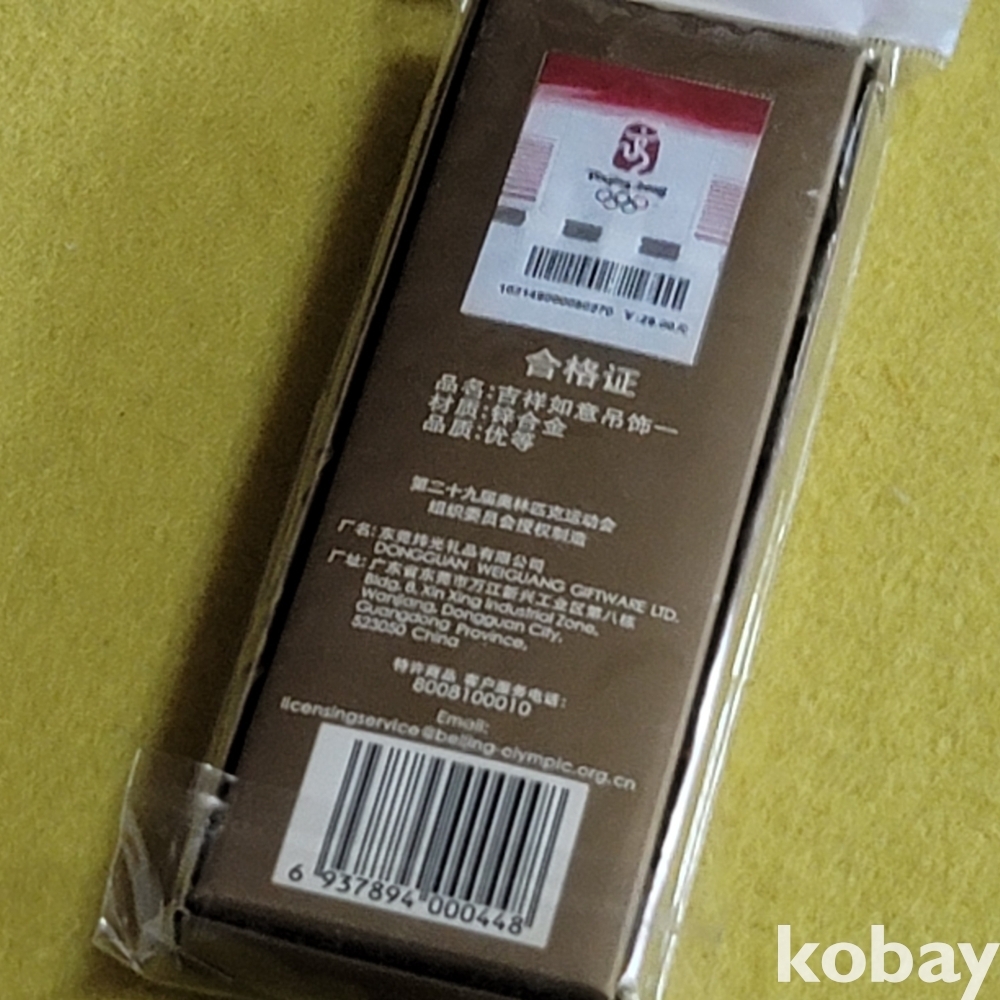 Beijing 2008
合格证
品名:吉祥如意吊饰一
材质:锌合金
品质:优等
第二十九届奥林匹克运动会
组织委员会授权制造
厂名:东莞炜光礼品有限公司
DONGGUAN WEIGUANG GIFTWARE LTD.
厂址:广东省东莞市万江新兴工业区第八栋
Bldg. 8, Xin Xing Industrial Zone,
Wanjiang, Dongguan City,
Guangdong Province,
523050 China
特许商品 客户服务电话:
8008100010
Email:
licensingservice@beijing-olympic.org.cn
6 937894 000448
kobay